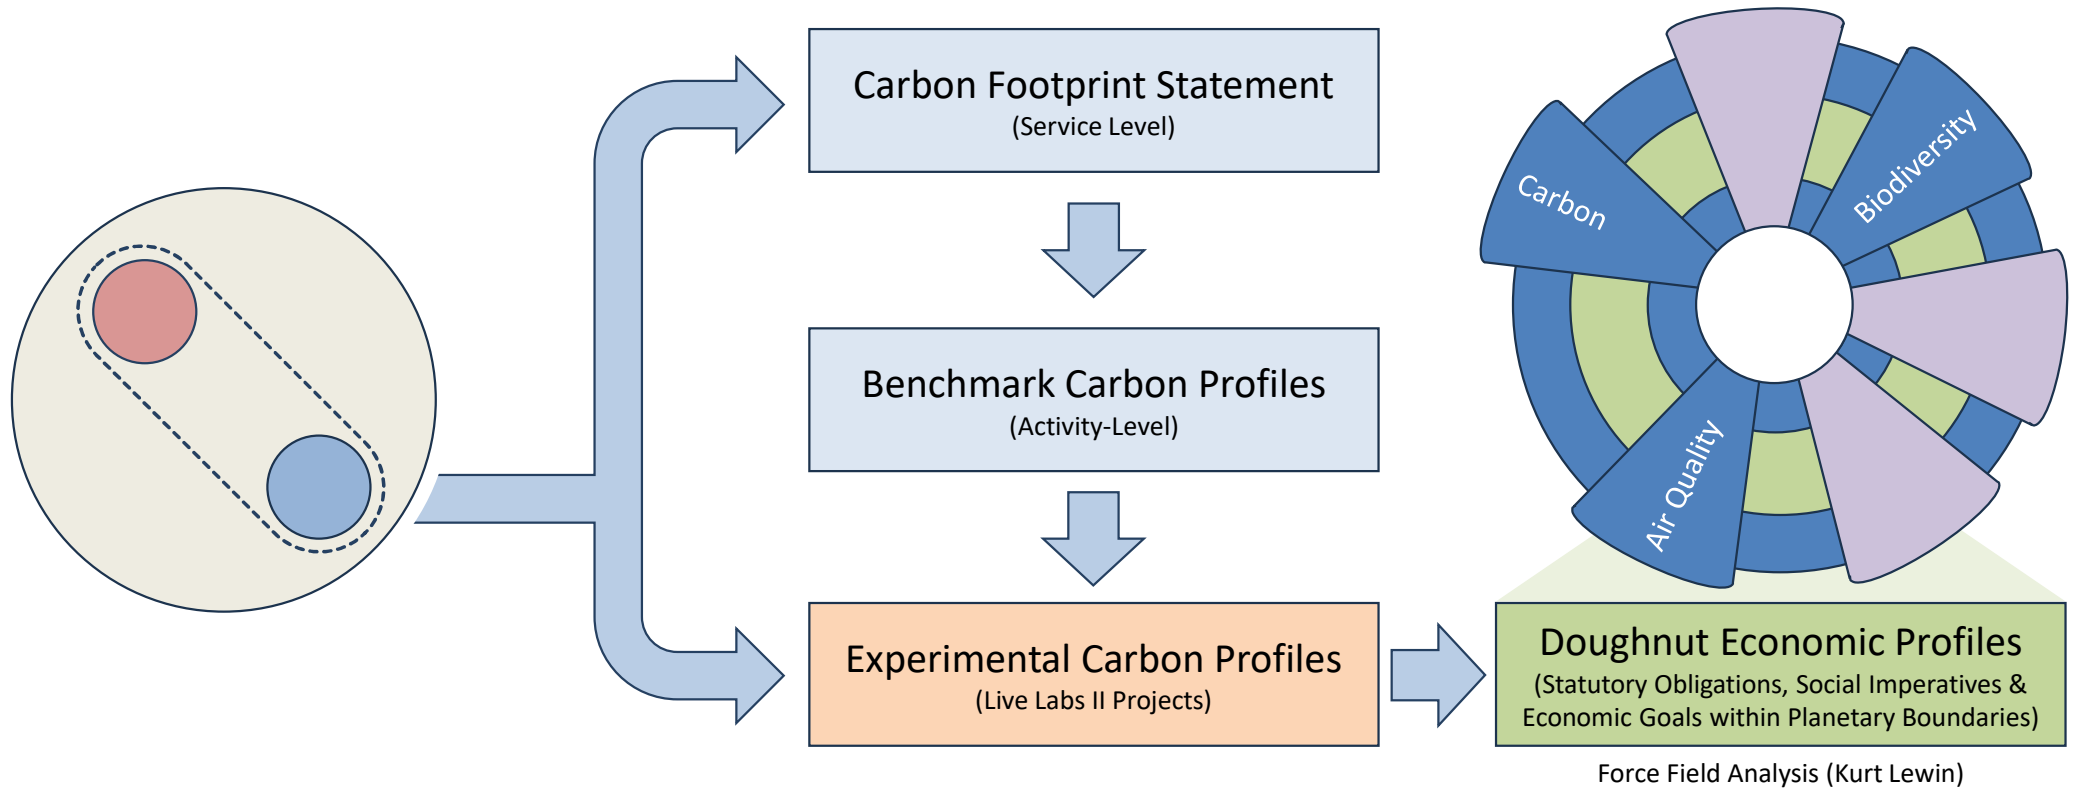 Carbon Footprint Statement
(Service Level)
Benchmark Carbon Profiles
(Activity-Level)
Experimental Carbon Profiles
(Live Labs II Projects)
Carbon
Biodiversity
Air Quality
Doughnut Economic Profiles
(Statutory Obligations, Social Imperatives &
Economic Goals within Planetary Boundaries)
Force Field Analysis (Kurt Lewin)